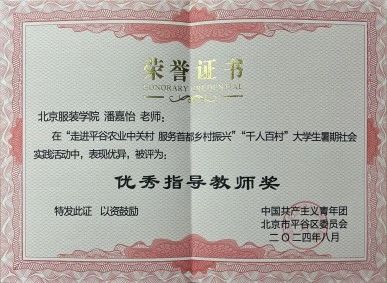 荣誉证书
HONORARY CREDENTIAL
北京服装学院 潘嘉怡 老师：
在“走进平谷农业中关村 服务首都乡村振兴”“千人百村”大学生暑期社会
实践活动中，表现优异，被评为：
优秀指导教师奖
特发此证 以资鼓励
中国共产主义青年团
北京市平谷区委员会
二〇二四年八月